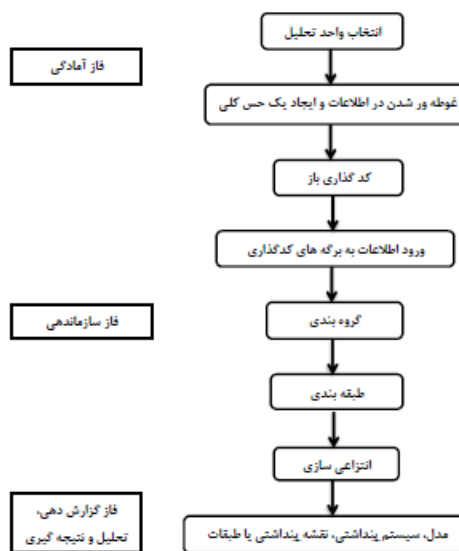 انتخاب واحد تحلیل
فاز آمادگی
غوطه ور شدن در اطلاعات و ایجاد یک حس کلی
کد گذاری باز
ورود اطلاعات به برگه های کدگذاری
فاز سازماندهی
گروه بندی
طبقه بندی
انتزاعی سازی
فاز گزارش دهی،
تحلیل و نتیجه گیری
مدل، سیستم پنداشتی، نقشه پنداشتی یا طبقات